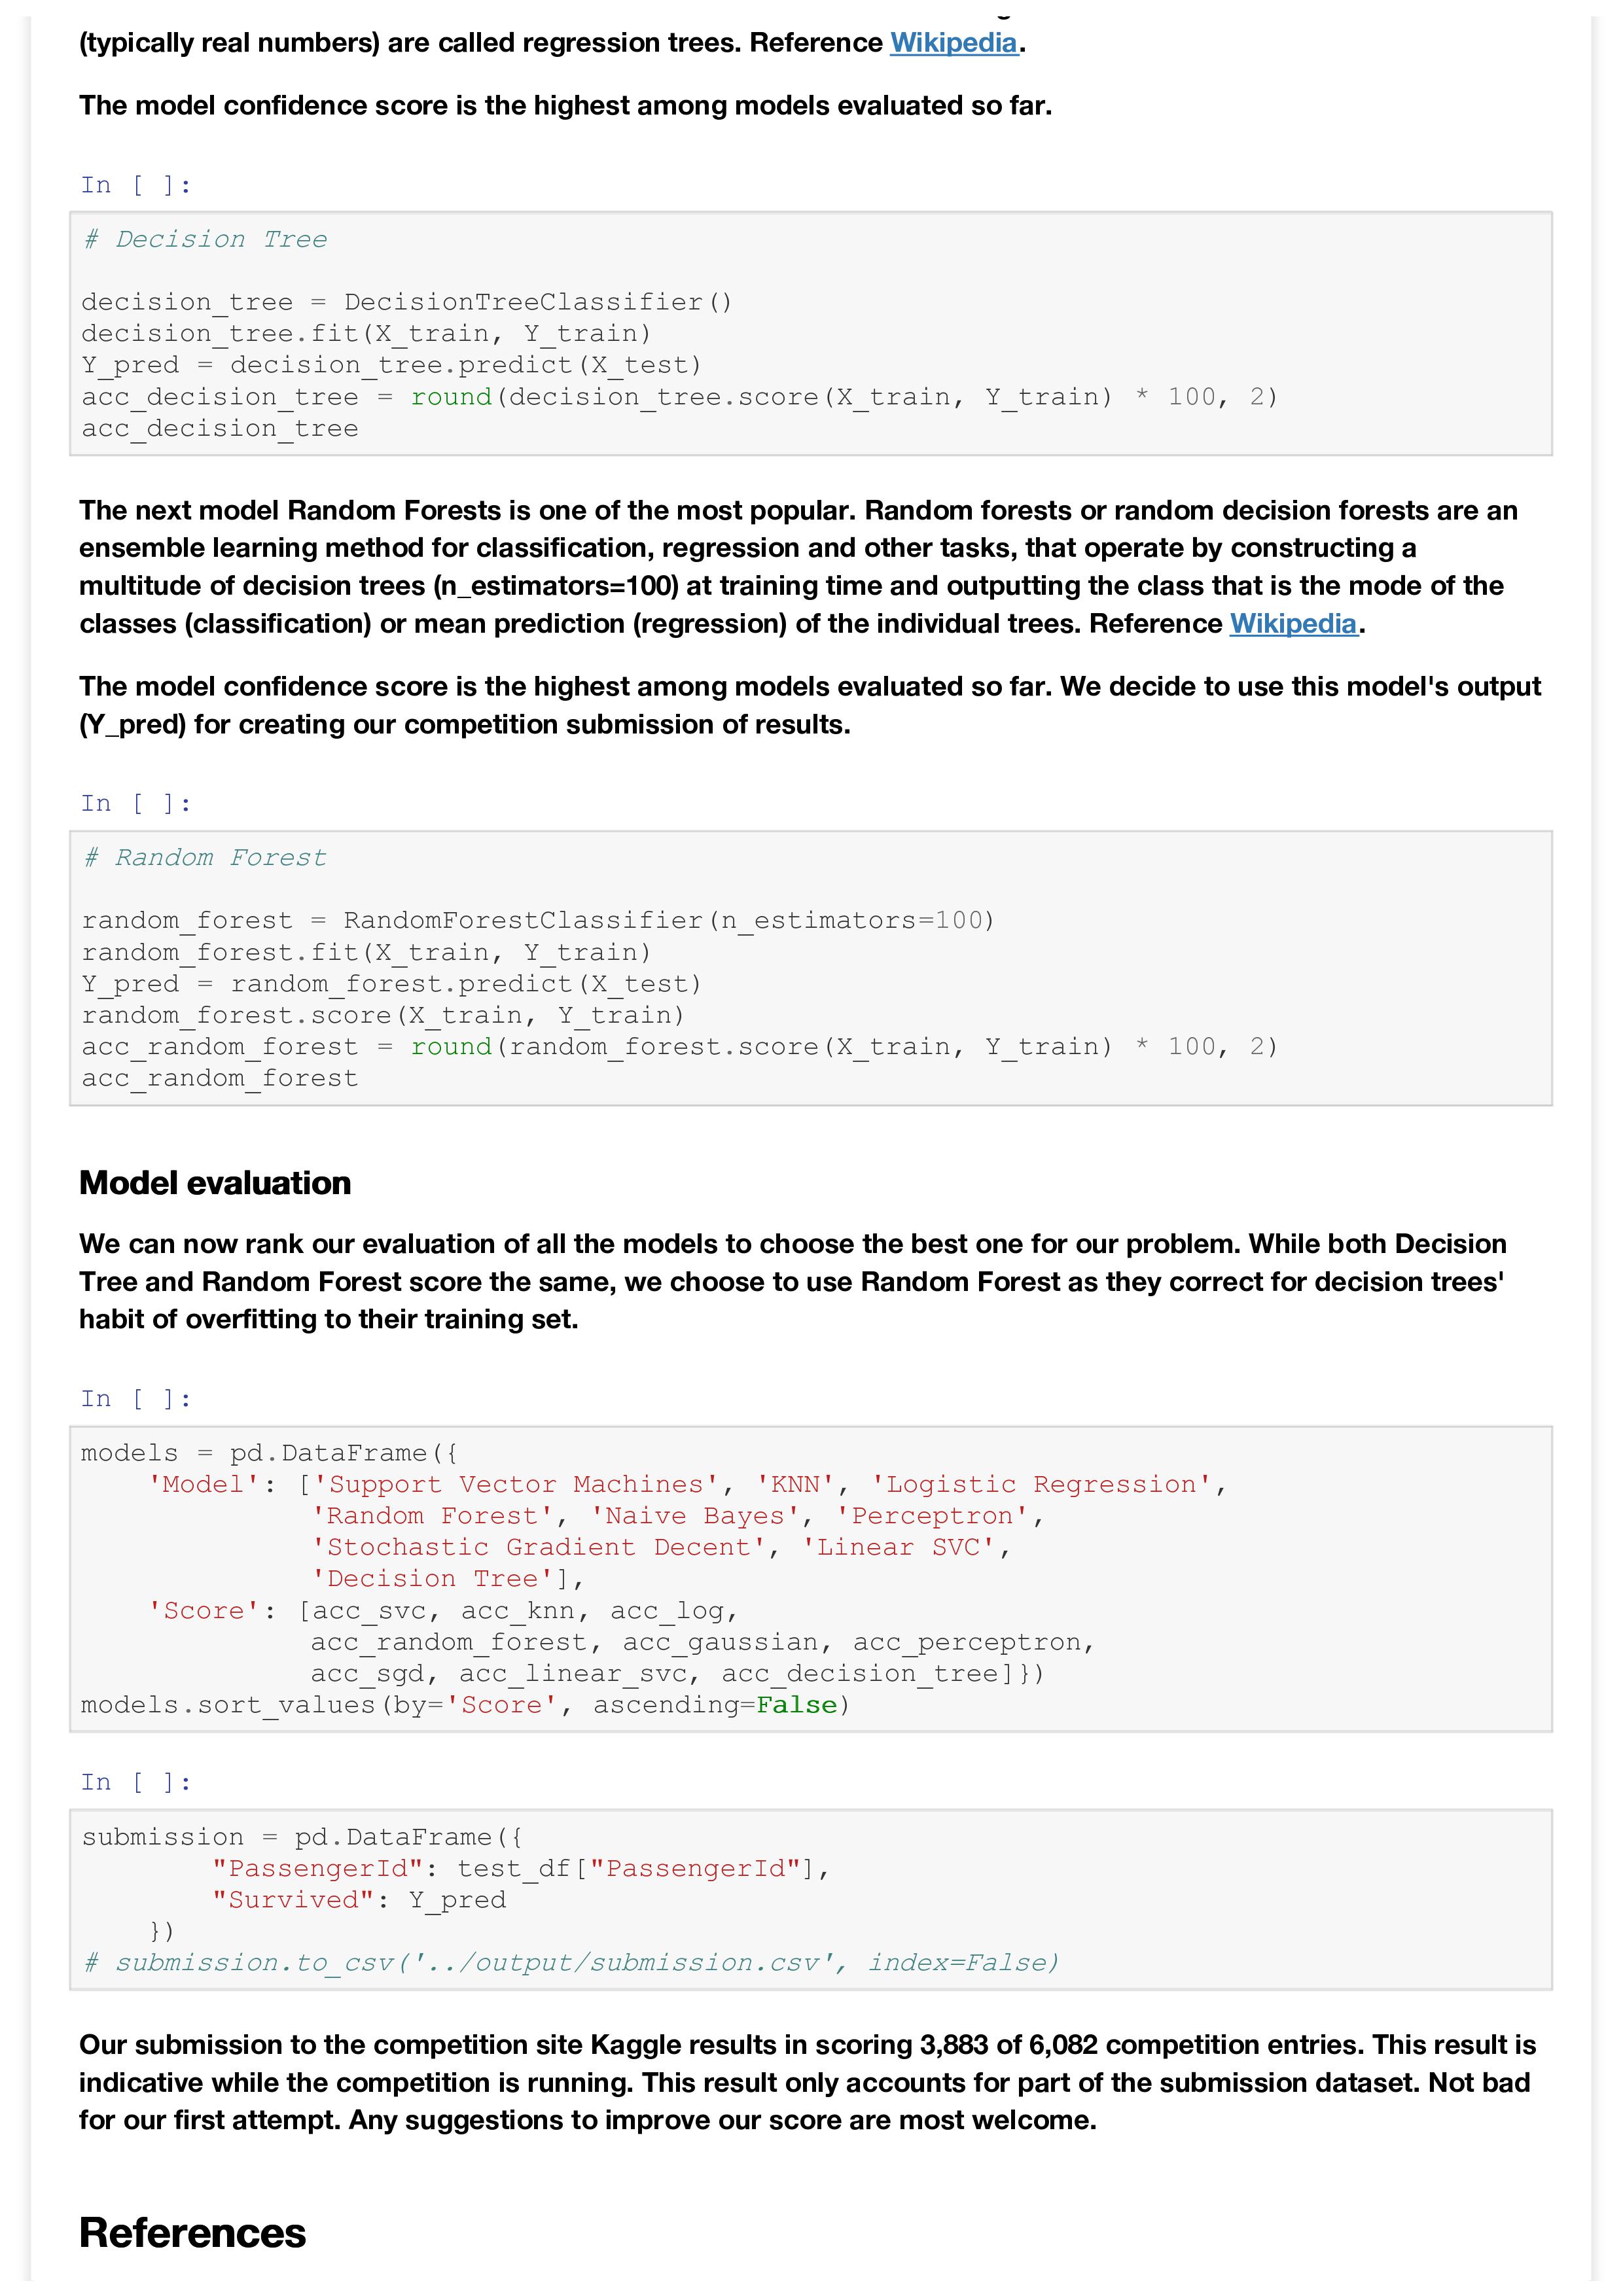 (typically real numbers) are called regression trees. Reference Wikipedia.
The model confidence score is the highest among models evaluated so far.
In [ ]:
# Decision Tree
decision_tree = DecisionTreeClassifier()
decision_tree.fit(X_train, Y_train)
Y_pred = decision_tree.predict(X_test)
acc_decision_tree = round(decision_tree.score(X_train, Y_train) * 100, 2)
acc_decision_tree
The next model Random Forests is one of the most popular. Random forests or random decision forests are an
ensemble learning method for classification, regression and other tasks, that operate by constructing a
multitude of decision trees (n_estimators=100) at training time and outputting the class that is the mode of the
classes (classification) or mean prediction (regression) of the individual trees. Reference Wikipedia.
The model confidence score is the highest among models evaluated so far. We decide to use this model's output
(Y_pred) for creating our competition submission of results.
In [ ]:
# Random Forest
random_forest = RandomForestClassifier(n_estimators=100)
random_forest.fit(X_train, Y_train)
Y_pred = random_forest.predict(X_test)
random_forest.score(X_train, Y_train)
acc_random_forest = round(random_forest.score(X_train, Y_train) * 100, 2)
acc_random_forest
Model evaluation
We can now rank our evaluation of all the models to choose the best one for our problem. While both Decision
Tree and Random Forest score the same, we choose to use Random Forest as they correct for decision trees'
habit of overfitting to their training set.
In [ ]:
models = pd.DataFrame({
    'Model': ['Support Vector Machines', 'KNN', 'Logistic Regression',
              'Random Forest', 'Naive Bayes', 'Perceptron',
              'Stochastic Gradient Decent', 'Linear SVC',
              'Decision Tree'],
    'Score': [acc_svc, acc_knn, acc_log,
              acc_random_forest, acc_gaussian, acc_perceptron,
              acc_sgd, acc_linear_svc, acc_decision_tree]})
models.sort_values(by='Score', ascending=False)
In [ ]:
submission = pd.DataFrame({
        "PassengerId": test_df["PassengerId"],
        "Survived": Y_pred
    })
# submission.to_csv('../output/submission.csv', index=False)
Our submission to the competition site Kaggle results in scoring 3,883 of 6,082 competition entries. This result is
indicative while the competition is running. This result only accounts for part of the submission dataset. Not bad
for our first attempt. Any suggestions to improve our score are most welcome.
References